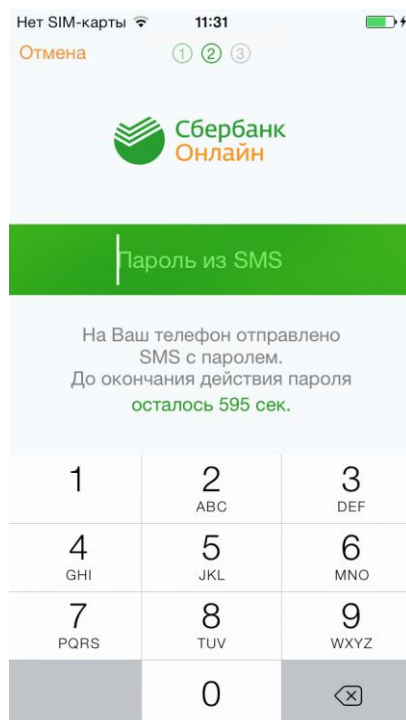 Нет SIM-карты 11:31
Отмена 1 2 3
Сбербанк
Онлайн
Пароль из SMS
На Ваш телефон отправлено
SMS с паролем.
До окончания действия пароля
осталось 595 сек.
1 2 3
ABC DEF
4 5 6
GHI JKL MNO
7 8 9
PQRS TUV WXYZ
0